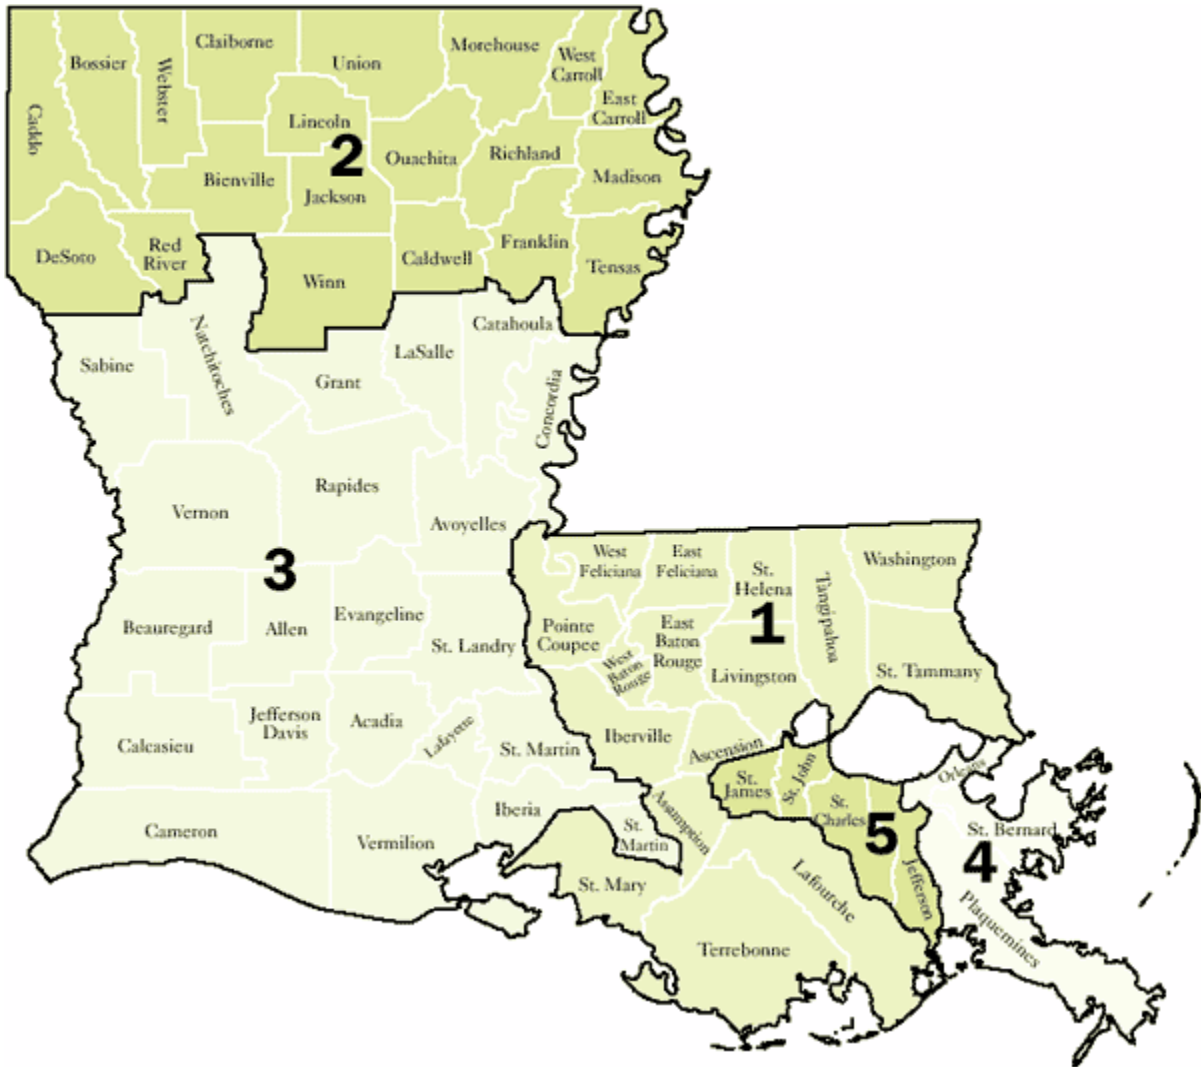 Caddo
Bossier
Webster
Claiborne
Union
Morehouse
West
Carroll
East
Carroll
Lincoln
2
Ouachita
Richland
Madison
Bienville
Jackson
DeSoto
Red
River
Winn
Caldwell
Franklin
Tensas
Sabine
Natchitoches
Grant
LaSalle
Catahoula
Concordia
Vernon
Rapides
Avoyelles
3
Beauregard
Allen
Evangeline
St. Landry
Calcasieu
Jefferson
Davis
Acadia
Lafayette
St. Martin
Cameron
Vermilion
Iberia
St.
Martin
West
Feliciana
East
Feliciana
St.
Helena
Tangipahoa
Washington
1
Pointe
Coupee
West
Baton
Rouge
East
Baton
Rouge
Livingston
St. Tammany
Iberville
Ascension
Assumption
St. Mary
Terrebonne
Lafourche
St.
James
St. John
St.
Charles
5
Jefferson
Orleans
St. Bernard
4
Plaquemines